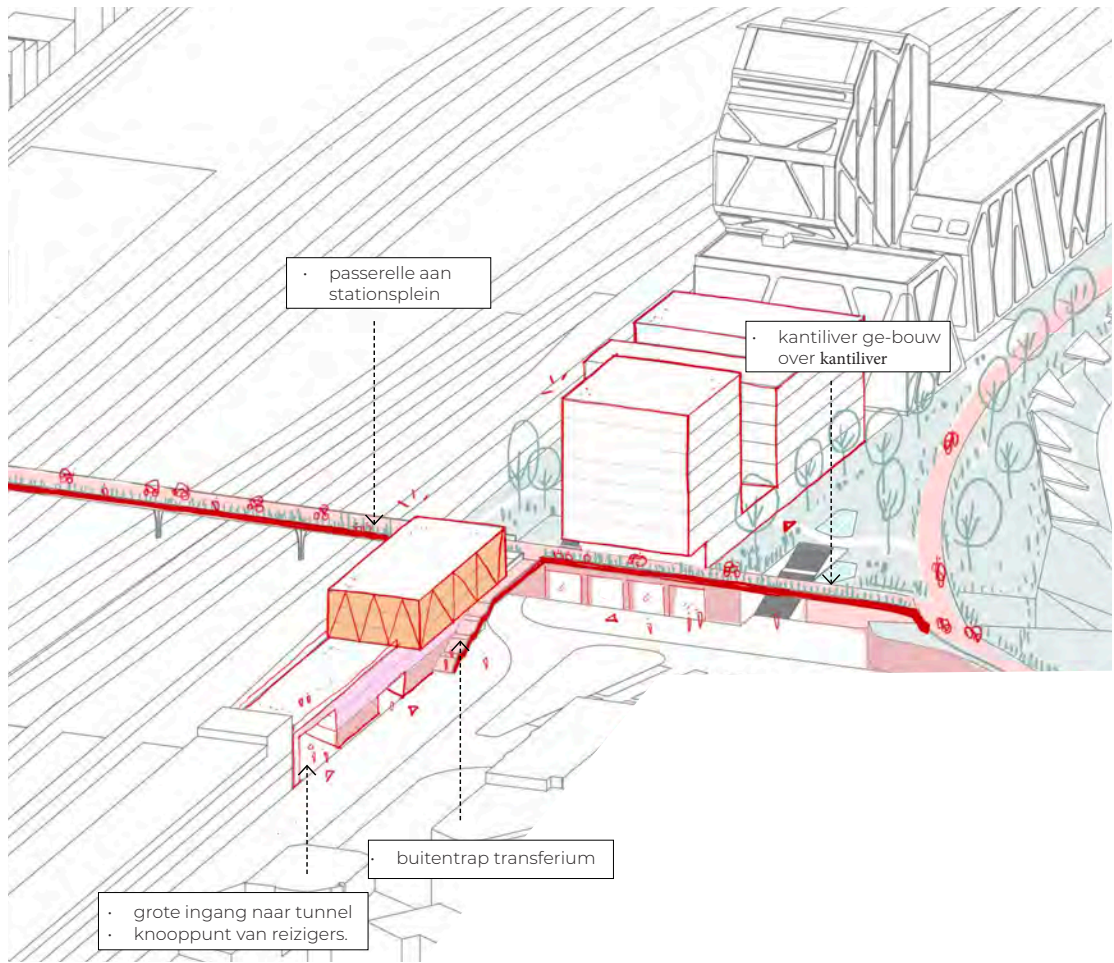 · passerelle aan
stationsplein
· kantiliver ge-bouw
over kantiliver
· buitentrap transferium
· grote ingang naar tunnel
· knooppunt van reizigers.